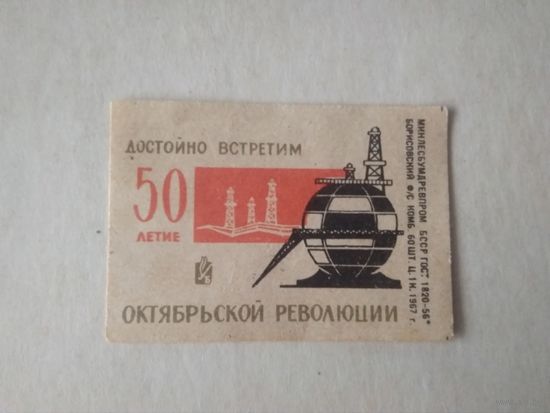 ДОСТОЙНО ВСТРЕТИМ
50
ЛЕТИЕ
ОКТЯБРЬСКОЙ РЕВОЛЮЦИИ
МИНЛЕСБУМДРЕВПРОМ БССР ГОСТ 1820-56*
БОРИСОВСКИЙ Ф/С КОМБ. 60 ШТ. Ц. 1 К. 1967 г.